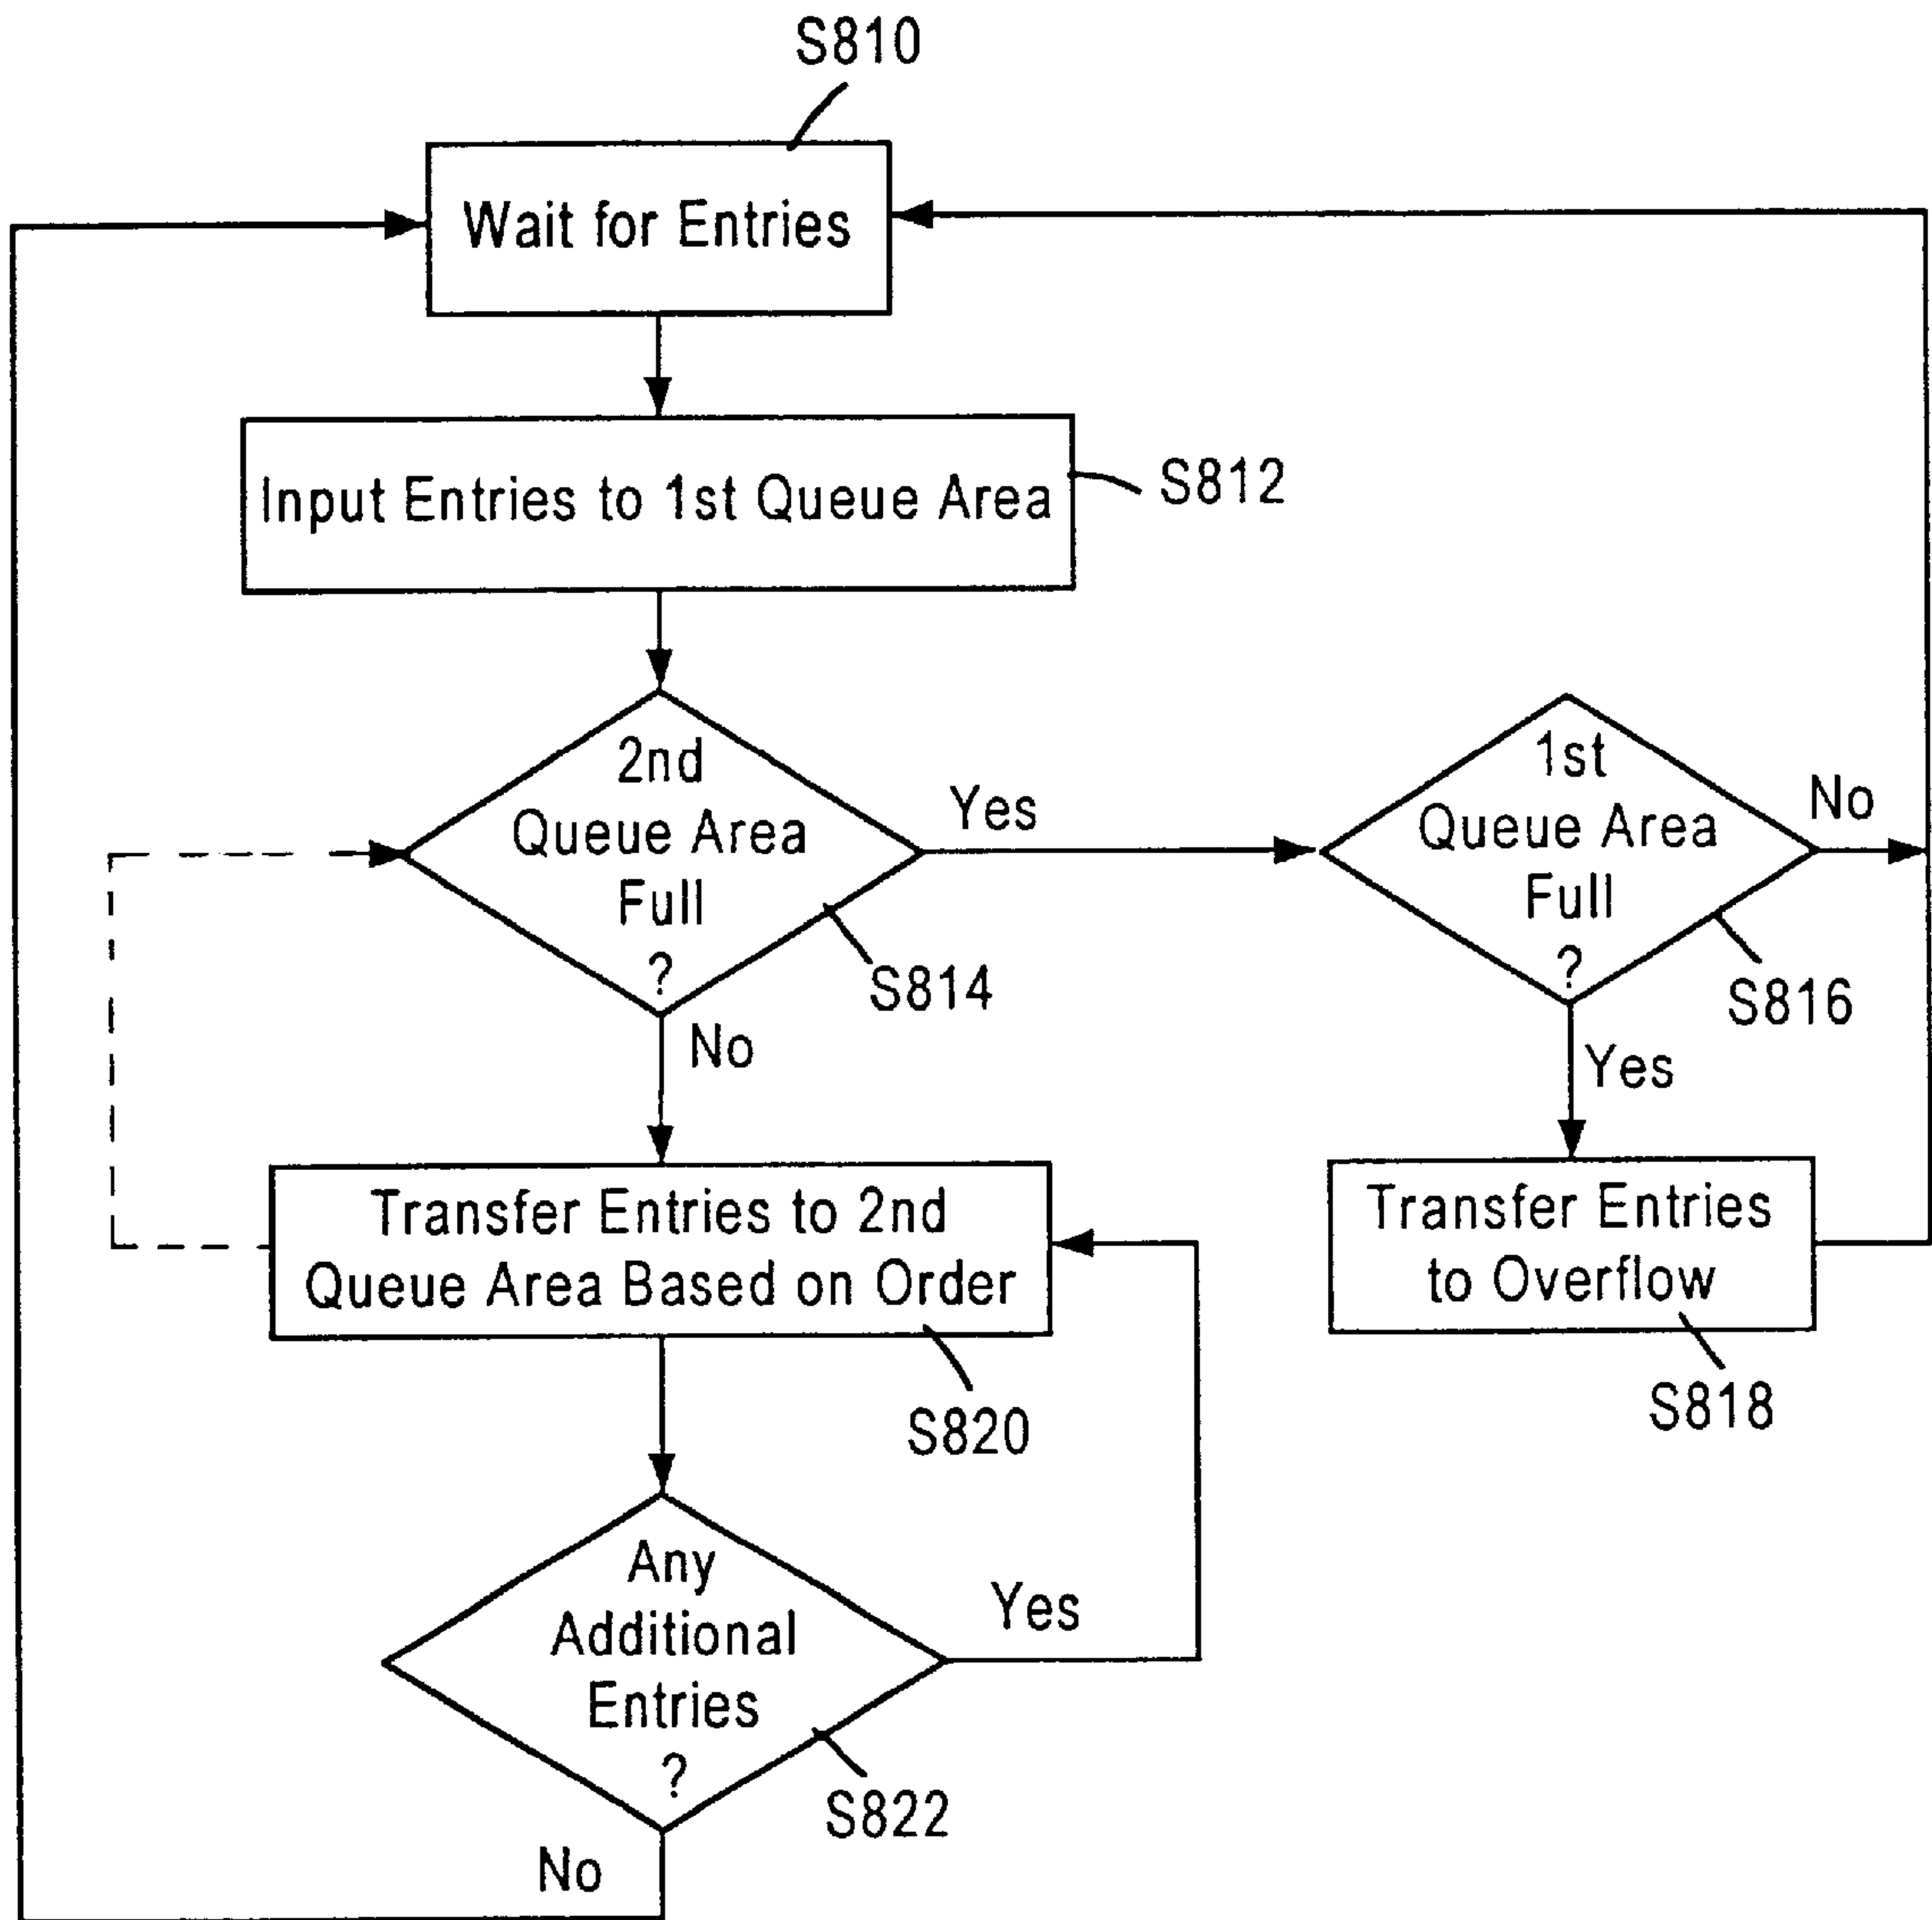 S810
Wait for Entries
Input Entries to 1st Queue Area
S812
2nd
Queue Area
Full
?
Yes
S814
No
1st
Queue Area
Full
?
No
S816
Yes
Transfer Entries to 2nd
Queue Area Based on Order
S820
Transfer Entries
to Overflow
S818
Any
Additional
Entries
?
Yes
S822
No